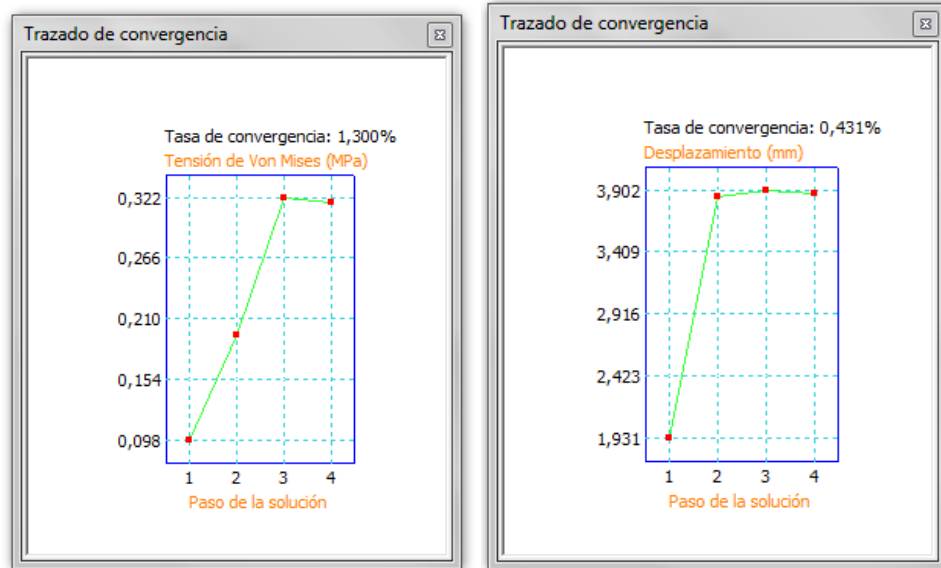 Trazado de convergencia
Tasa de convergencia: 1,300%
Tensión de Von Mises (MPa)
0,322
0,266
0,210
0,154
0,098
1 2 3 4
Paso de la solución
Trazado de convergencia
Tasa de convergencia: 0,431%
Desplazamiento (mm)
3,902
3,409
2,916
2,423
1,931
1 2 3 4
Paso de la solución